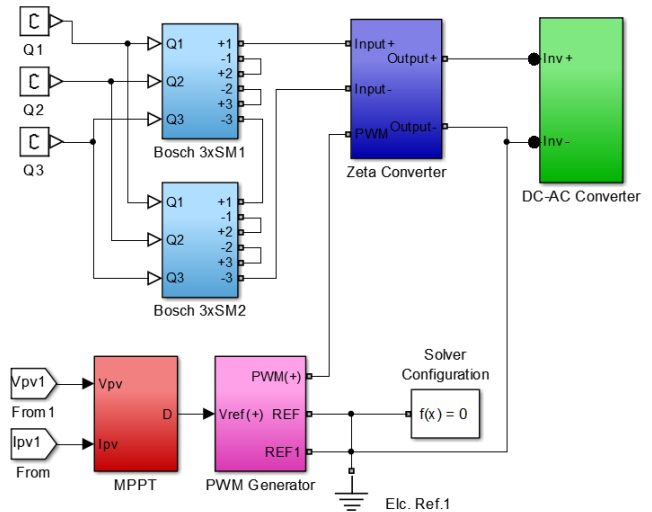 C
Q1
C
Q2
C
Q3
Q1
Q2
Q3
+1
-1
+2
-2
+3
-3
Bosch 3xSM1
Q1
Q2
Q3
+1
-1
+2
-2
+3
-3
Bosch 3xSM2
Input+
Input-
PWM
Output+
Output-
Zeta Converter
Inv+
Inv-
DC-AC Converter
Vpv1
From1
Ipv1
From
Vpv
Ipv
D
MPPT
Vref(+)
PWM(+)
REF
REF1
PWM Generator
Solver
Configuration
f(x) = 0
Elc. Ref.1